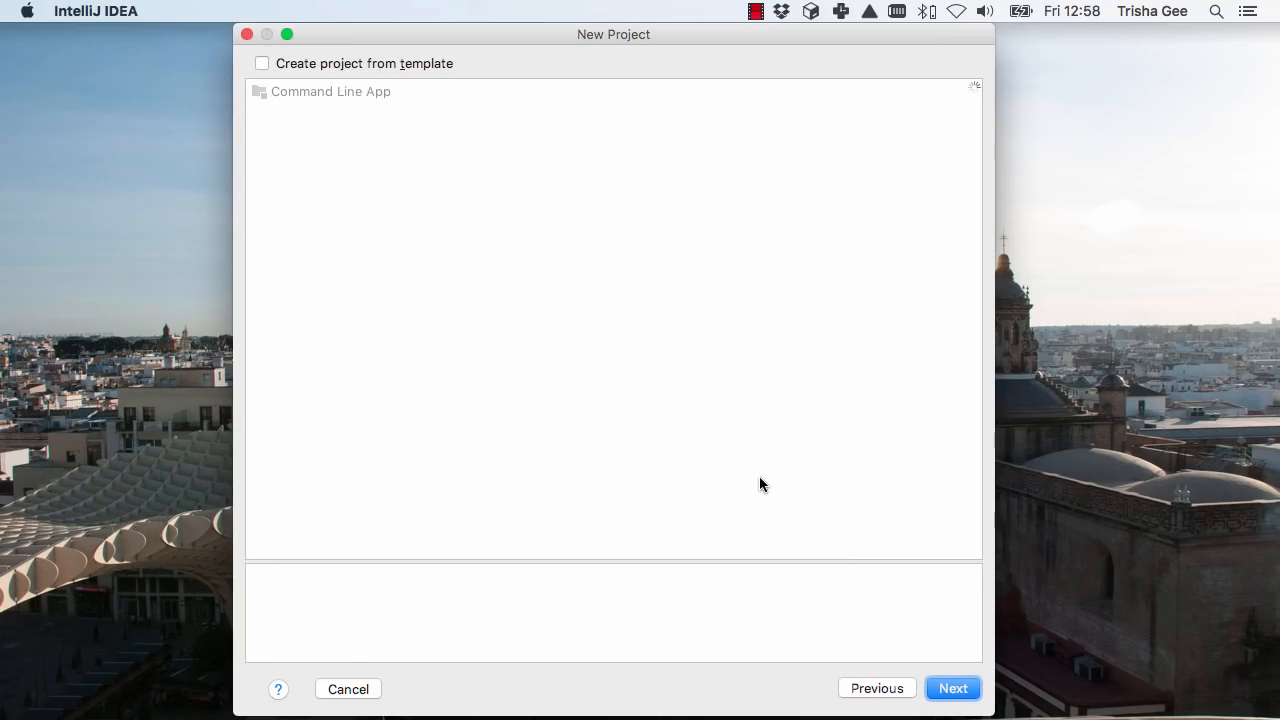 IntelliJ IDEA
Fri 12:58
Trisha Gee
New Project
Create project from template
Command Line App
?
Cancel
Previous
Next